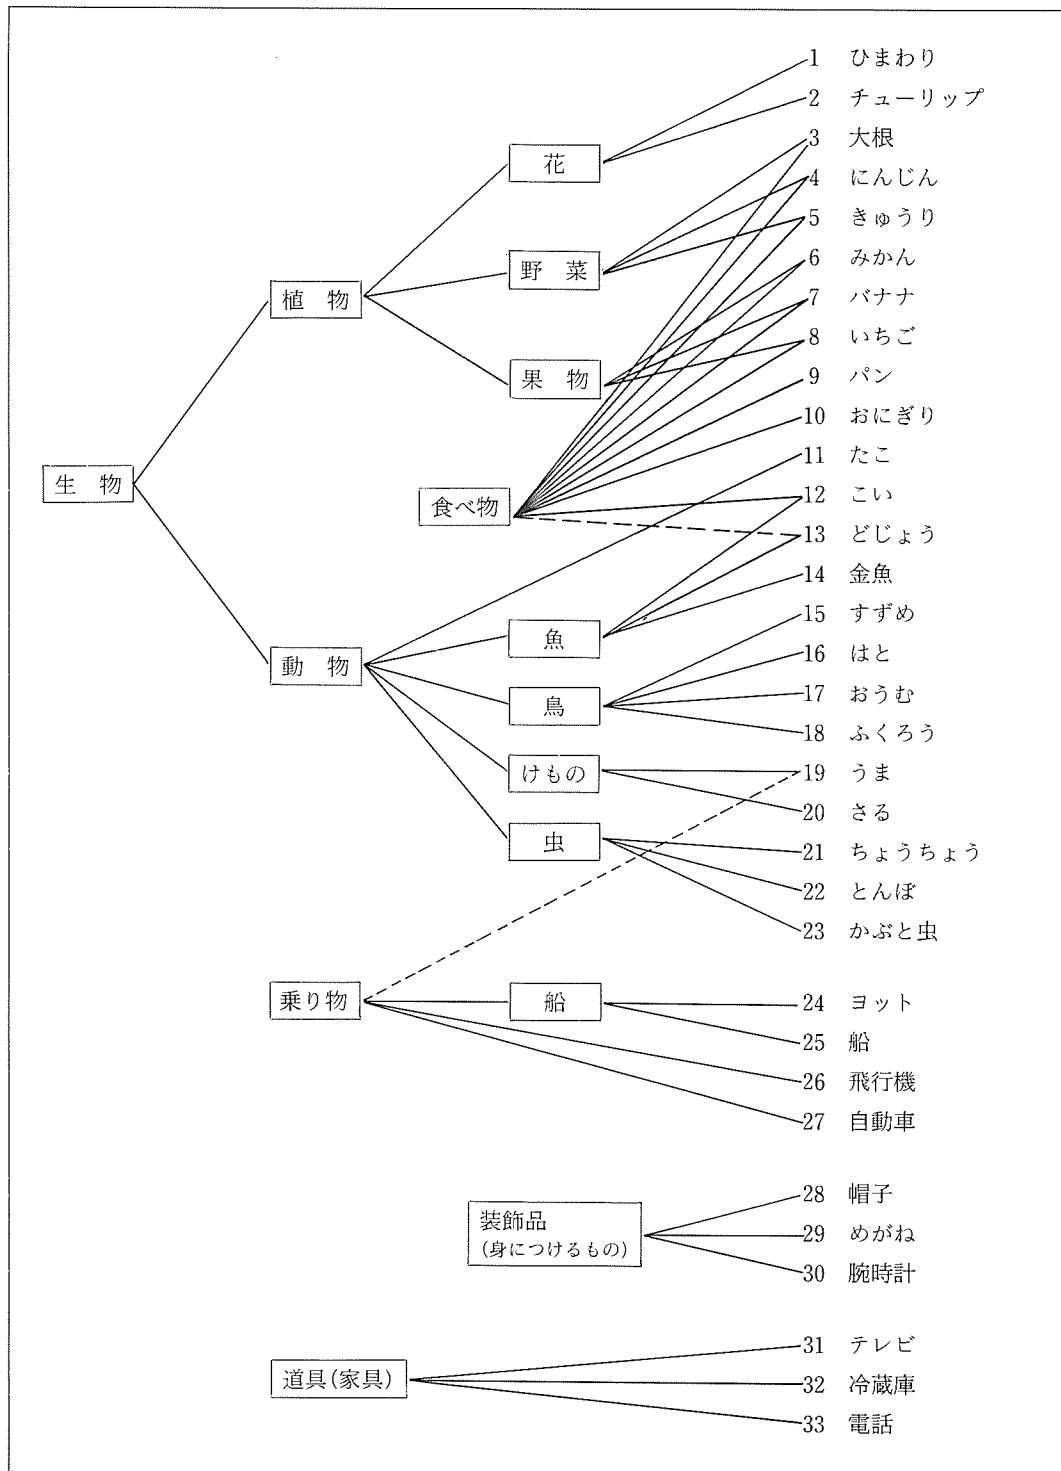 1 ひまわり
2 チューリップ
3 大根
花
4 にんじん
5 きゅうり
野 菜
6 みかん
植 物
7 バナナ
8 いちご
果 物
9 パン
10 おにぎり
11 たこ
生 物
12 こい
食べ物
13 どじょう
14 金魚
15 すずめ
魚
16 はと
動 物
17 おうむ
鳥
18 ふくろう
19 うま
けもの
20 さる
虫
21 ちょうちょう
22 とんぼ
23 かぶと虫
乗り物
船
24 ヨット
25 船
26 飛行機
27 自動車
28 帽子
装飾品
(身につけるもの)
29 めがね
30 腕時計
31 テレビ
道具(家具)
32 冷蔵庫
33 電話